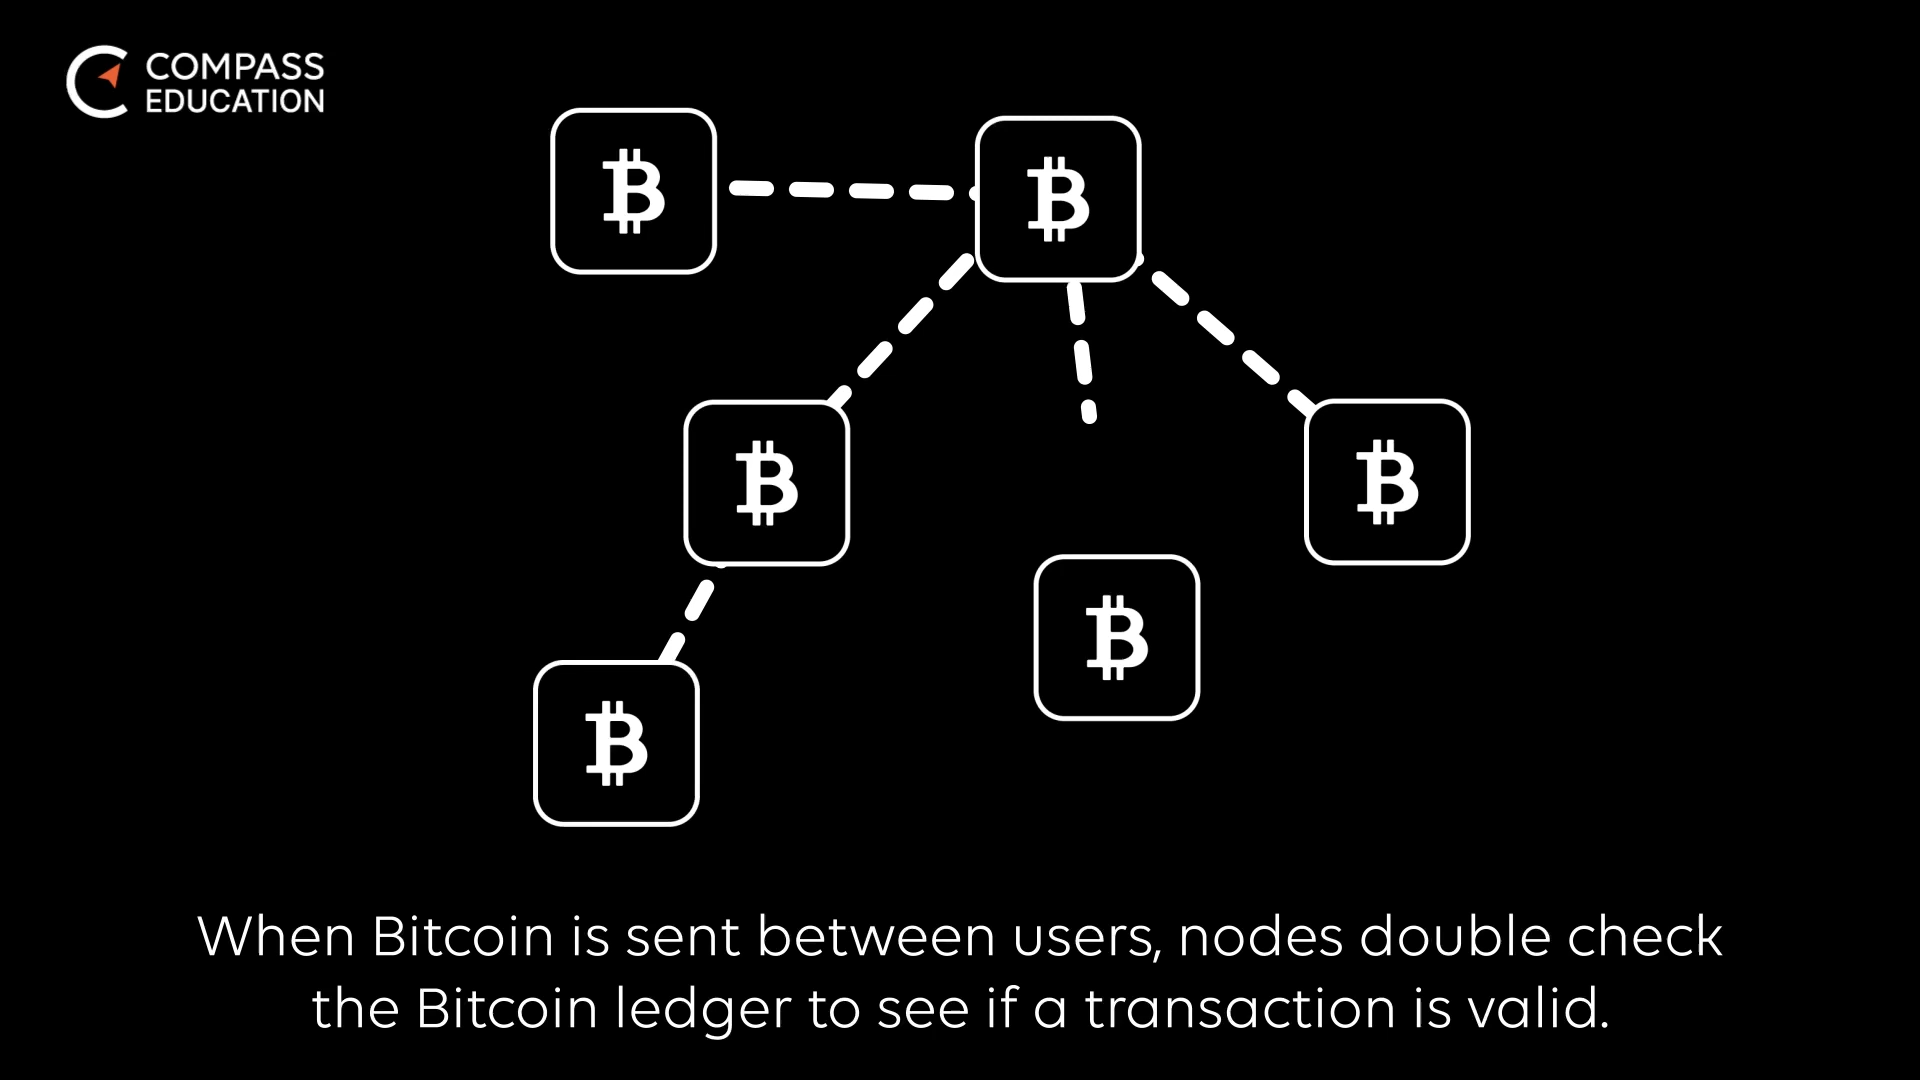 COMPASS
EDUCATION
When Bitcoin is sent between users, nodes double check
the Bitcoin ledger to see if a transaction is valid.